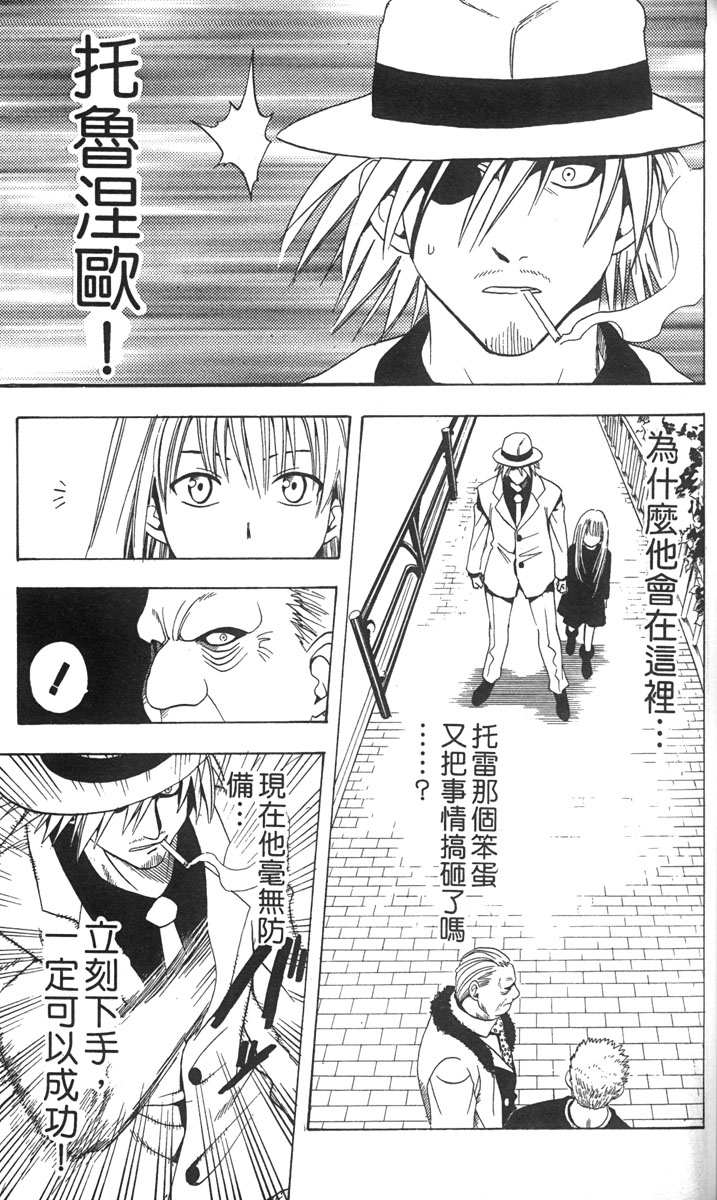 托魯涅歐！
為什麼他會在這裡…
托雷那個笨蛋
又把事情搞砸了嗎
……？
！
現在他毫無防
備…
立刻下手，
一定可以成功！